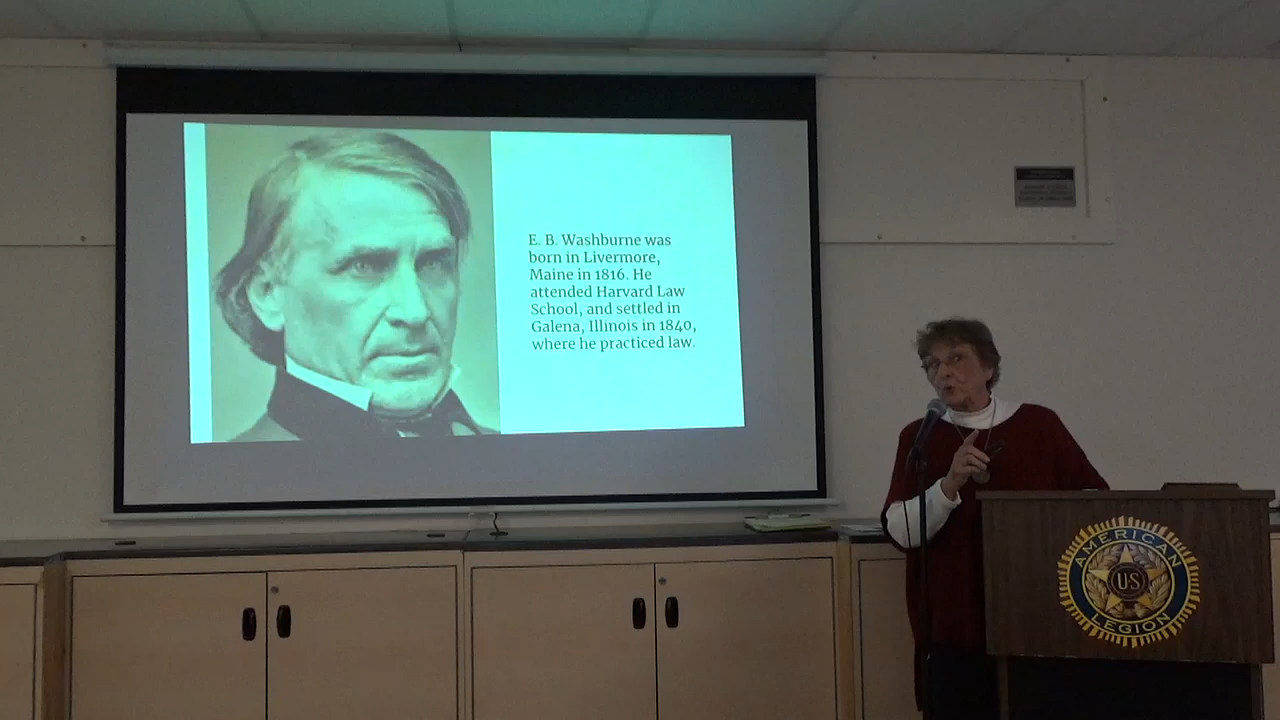 E. B. Washburne was
born in Livermore,
Maine in 1816. He
attended Harvard Law
School, and settled in
Galena, Illinois in 1840,
where he practiced law.
AMERICAN
US
LEGION